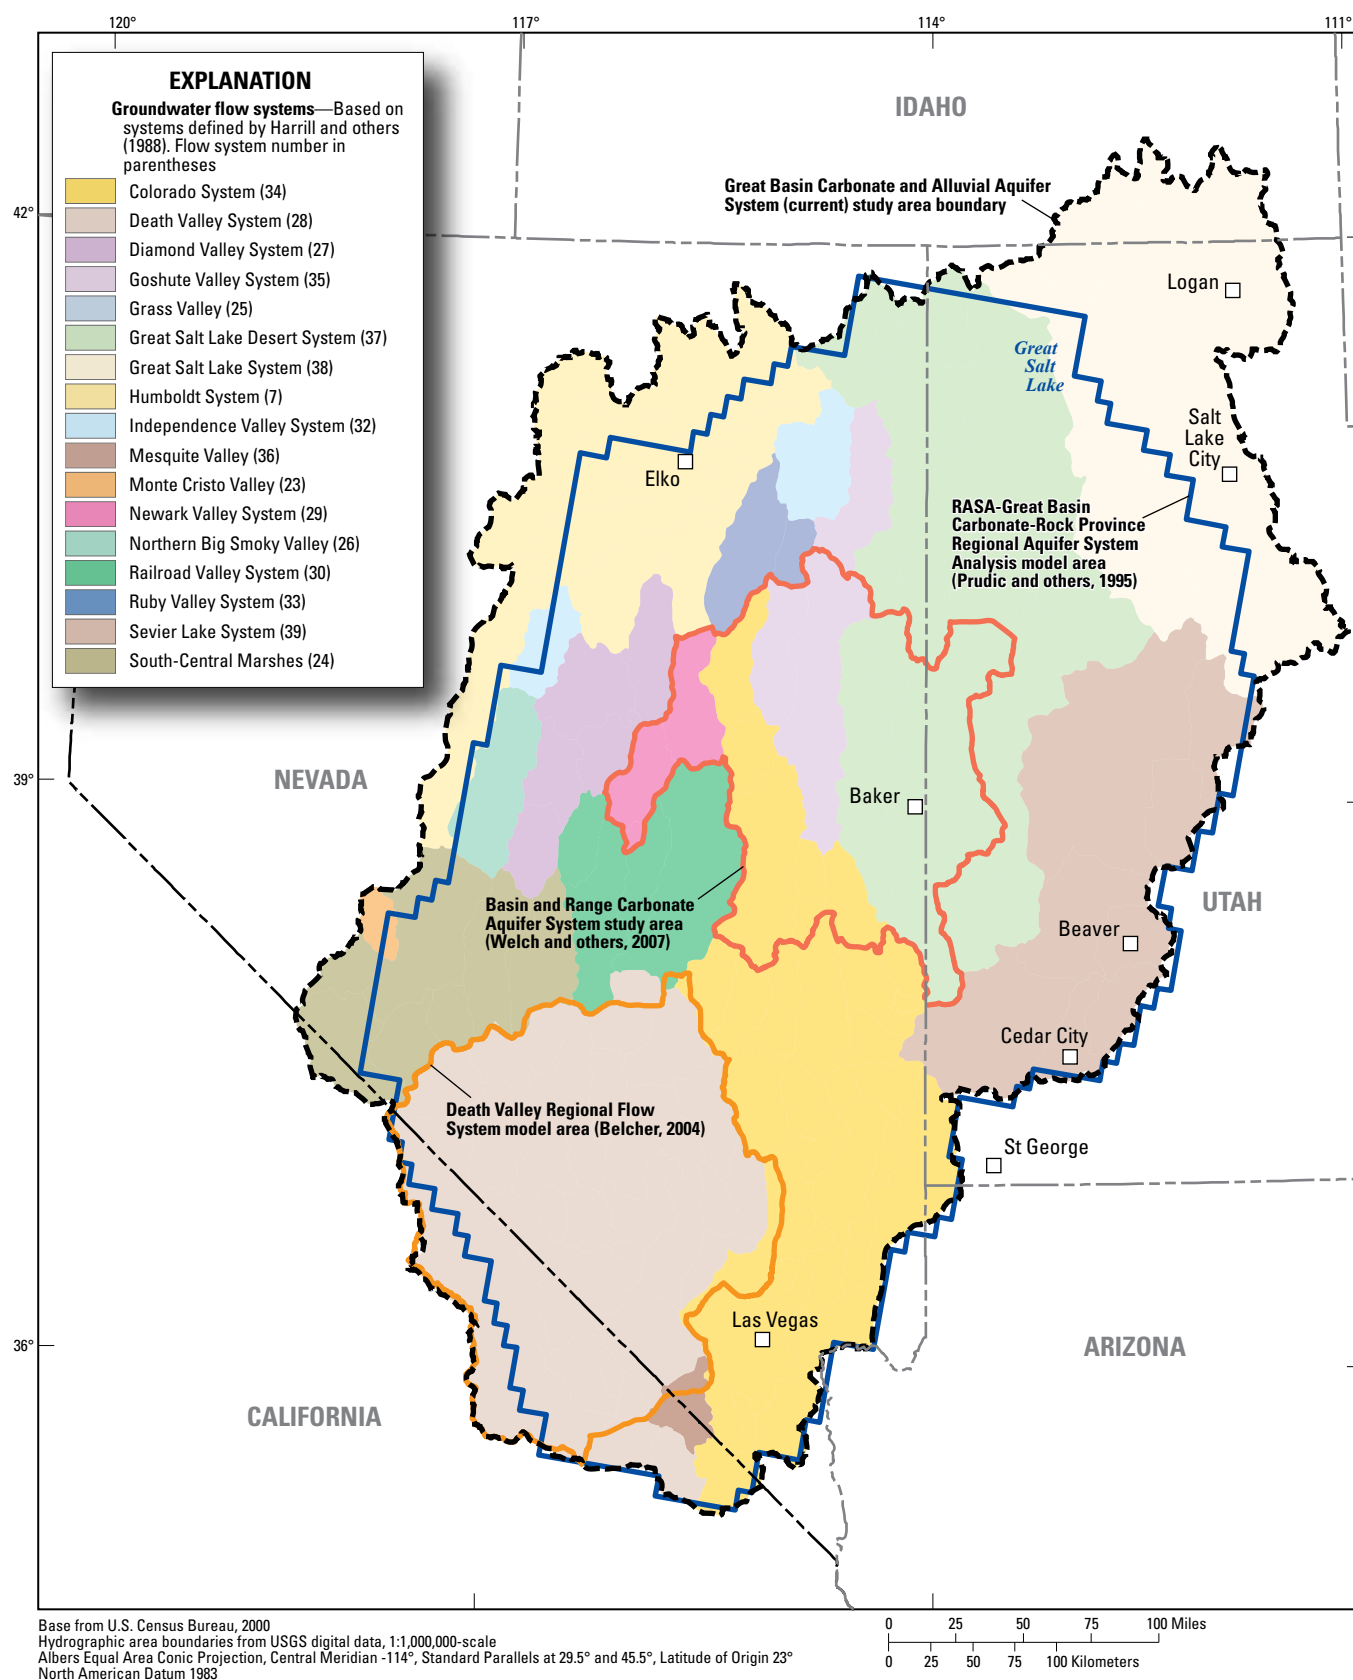 120°
117°
114°
111°
EXPLANATION
Groundwater flow systems—Based on
systems defined by Harrill and others
(1988). Flow system number in
parentheses
Colorado System (34)
Death Valley System (28)
Diamond Valley System (27)
Goshute Valley System (35)
Grass Valley (25)
Great Salt Lake Desert System (37)
Great Salt Lake System (38)
Humboldt System (7)
Independence Valley System (32)
Mesquite Valley (36)
Monte Cristo Valley (23)
Newark Valley System (29)
Northern Big Smoky Valley (26)
Railroad Valley System (30)
Ruby Valley System (33)
Sevier Lake System (39)
South-Central Marshes (24)
IDAHO
Great Basin Carbonate and Alluvial Aquifer
System (current) study area boundary
42°
Logan
Great
Salt
Lake
Salt
Lake
City
Elko
RASA-Great Basin
Carbonate-Rock Province
Regional Aquifer System
Analysis model area
(Prudic and others, 1995)
39°
NEVADA
Baker
UTAH
Basin and Range Carbonate
Aquifer System study area
(Welch and others, 2007)
Beaver
Cedar City
Death Valley Regional Flow
System model area (Belcher, 2004)
St George
36°
Las Vegas
ARIZONA
CALIFORNIA
Base from U.S. Census Bureau, 2000
Hydrographic area boundaries from USGS digital data, 1:1,000,000-scale
Albers Equal Area Conic Projection, Central Meridian -114°, Standard Parallels at 29.5° and 45.5°, Latitude of Origin 23°
North American Datum 1983
0 25 50 75 100 Miles
0 25 50 75 100 Kilometers